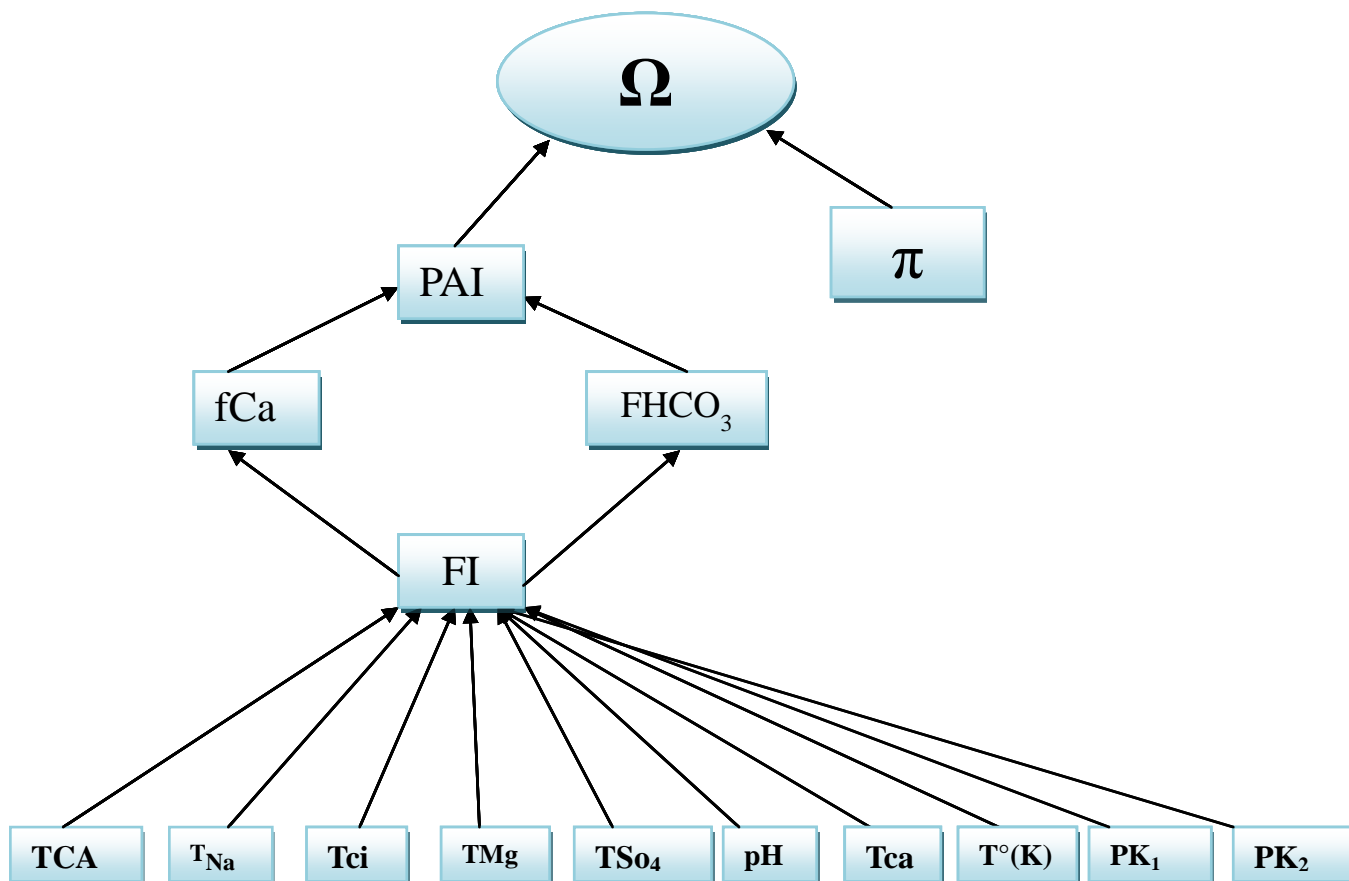 Ω
π
PAI
fCa
FHCO₃
FI
TCA
TNa
Tci
TMg
TSo₄
pH
Tca
T°(K)
PK₁
PK₂